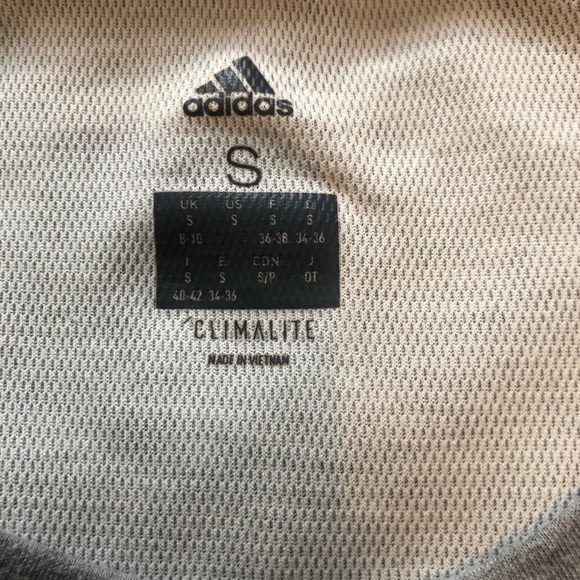 adidas
S
UK US F D
S S S S
8-10 36-38 34-36
I E CDN J
S S S/P OT
40-42 34-36
CLIMALITE
MADE IN VIETNAM